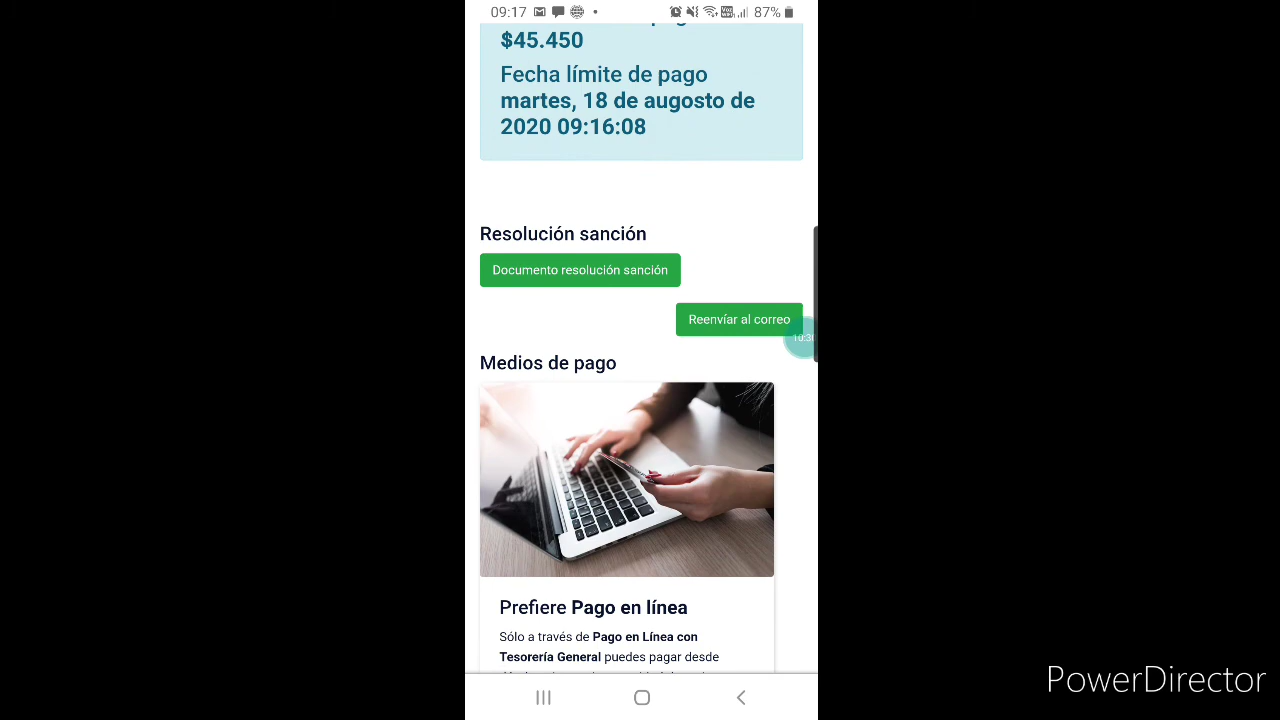 09:17 87%
$45.450
Fecha límite de pago
martes, 18 de augosto de
2020 09:16:08
Resolución sanción
Documento resolución sanción
Reenvíar al correo
10:30
Medios de pago
Prefiere Pago en línea
Sólo a través de Pago en Línea con
Tesorería General puedes pagar desde
PowerDirector